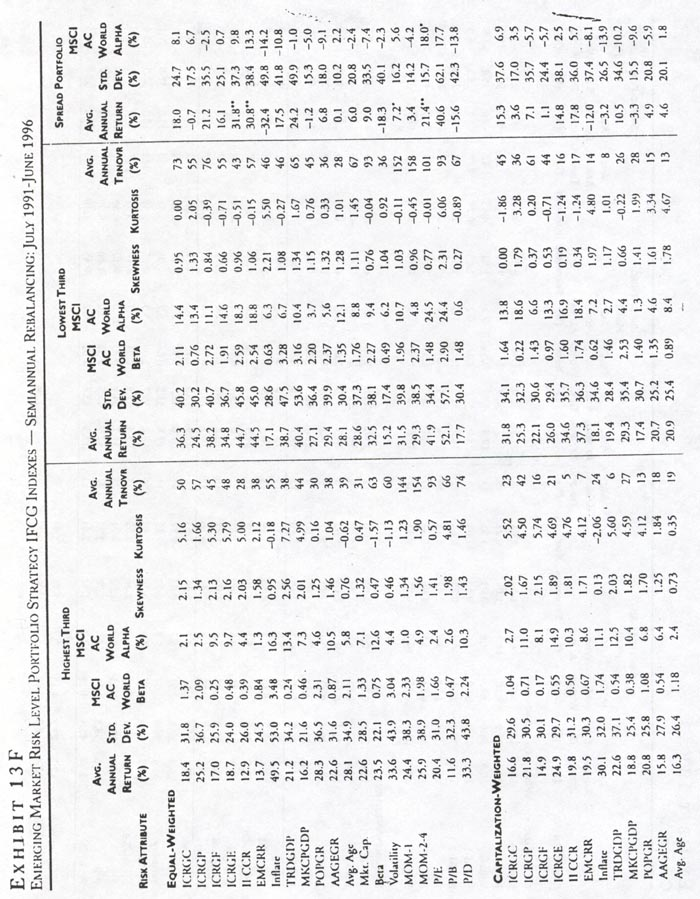 EXHIBIT 13F
EMERGING MARKET RISK LEVEL PORTFOLIO STRATEGY IFCG INDEXES — SEMIANNUAL REBALANCING: JULY 1991-JUNE 1996
HIGHEST THIRD LOWEST THIRD SPREAD PORTFOLIO
MSCI MSCI MSCI MSCI MSCI
AVG. AC AC AVG. AVG. AC AC AVG. AVG. AC
ANNUAL STD. WORLD WORLD ANNUAL ANNUAL STD. WORLD WORLD ANNUAL ANNUAL STD. WORLD
RETURN DEV. BETA ALPHA SKEWNESS KURTOSIS TRNOVR RETURN DEV. BETA ALPHA SKEWNESS KURTOSIS TRNOVR RETURN DEV. ALPHA
RISK ATTRIBUTE (%) (%) (%) (%) (%) (%) (%) (%) (%) (%) (%)
EQUAL-WEIGHTED
ICRGC 18.4 31.8 1.37 2.1 2.15 5.16 50 36.3 40.2 2.11 14.4 0.95 0.00 73 18.0 24.7 8.1
ICRGP 25.2 36.7 2.09 2.5 1.34 1.66 57 24.5 30.2 0.76 13.4 1.33 2.05 55 –0.7 17.5 6.7
ICRGF 17.0 25.9 0.25 9.5 2.13 5.30 45 38.2 40.7 2.72 11.1 0.84 –0.39 76 21.2 35.5 –2.5
ICRGE 18.7 24.0 0.48 9.7 2.16 5.79 48 34.8 36.7 1.91 14.6 0.66 –0.71 55 16.1 25.1 0.7
II CCR 12.9 26.0 0.39 4.4 2.03 5.00 28 44.7 45.8 2.59 18.3 0.96 –0.51 43 31.8** 37.3 9.8
EMCRR 13.7 24.5 0.84 1.3 1.58 2.12 38 44.5 45.0 2.54 18.8 1.06 –0.15 57 30.8** 38.4 13.3
Inflate 49.5 53.0 3.48 16.3 0.95 –0.18 55 17.1 28.6 0.63 6.3 2.21 5.50 46 –32.4 49.8 –14.2
TRDGDP 21.2 34.2 0.24 13.4 2.56 7.27 38 38.7 47.5 3.28 6.7 1.08 –0.27 46 17.5 41.8 –10.8
MKCPGDP 16.2 21.6 0.46 7.3 2.01 4.99 44 40.4 53.6 3.16 10.4 1.34 1.67 65 24.2 49.9 –1.0
POPGR 28.3 36.5 2.31 4.6 1.25 0.16 30 27.1 36.4 2.20 3.7 1.15 0.76 45 –1.2 15.3 –5.0
AAGEGR 22.6 31.6 0.87 10.5 1.46 1.04 38 29.4 39.9 2.37 5.6 1.32 0.33 36 6.8 18.0 –9.1
Avg. Age 28.1 34.9 2.11 5.8 0.76 –0.62 39 28.1 30.4 1.35 12.1 1.28 1.01 28 0.1 10.2 2.2
Mkt. Cap. 22.6 28.5 1.33 7.1 1.32 0.47 31 28.6 37.3 1.76 8.8 1.11 1.45 67 6.0 20.8 –2.4
Beta 23.5 22.1 0.75 12.6 0.47 –1.57 63 32.5 38.1 2.27 9.4 0.76 –0.04 93 9.0 33.5 –7.4
Volatility 33.6 43.9 3.04 4.4 0.46 –1.13 60 15.2 17.4 0.49 6.2 1.04 0.92 36 –18.3 40.1 –2.3
MOM-1 24.4 38.3 2.33 1.0 1.34 1.23 144 31.5 39.8 1.96 10.7 1.03 –0.11 152 7.2* 16.2 5.6
MOM-2-4 25.9 38.9 1.98 4.9 1.56 1.90 154 29.3 38.5 2.37 4.8 0.96 –0.45 158 3.4 14.2 –4.2
P/E 20.4 31.0 1.66 2.4 1.41 0.57 93 41.9 34.4 1.48 24.5 0.77 –0.01 101 21.4** 15.7 18.0*
P/B 11.6 32.3 0.47 2.6 1.98 4.81 66 52.1 57.1 2.90 24.4 2.31 6.06 93 40.6 62.1 17.7
P/D 33.3 43.8 2.24 10.3 1.43 1.46 74 17.7 30.4 1.48 0.6 0.27 –0.89 67 –15.6 42.3 –13.8
CAPITALIZATION-WEIGHTED
ICRGC 16.6 29.6 1.04 2.7 2.02 5.52 23 31.8 34.1 1.64 13.8 0.00 –1.86 45 15.3 37.6 6.9
ICRGP 21.8 30.5 0.71 11.0 1.67 4.50 42 25.3 32.3 0.22 18.6 1.79 3.28 36 3.6 17.0 3.5
ICRGF 14.9 30.1 0.17 8.1 2.15 5.74 16 22.1 30.6 1.43 6.6 0.37 0.20 61 7.1 35.7 –5.7
ICRGE 24.9 29.7 0.55 14.9 1.89 4.69 21 26.0 29.4 0.97 13.3 0.53 –0.71 44 1.1 24.4 –5.7
II CCR 19.8 31.2 0.50 10.3 1.81 4.76 5 34.6 35.7 1.60 16.9 0.19 –1.24 16 14.8 38.1 2.5
EMCRR 19.5 30.3 0.67 8.6 1.71 4.12 7 37.3 36.3 1.74 18.4 0.34 –1.24 17 17.8 36.0 5.7
Inflate 30.1 32.0 1.74 11.1 0.13 –2.06 24 18.1 34.6 0.62 7.2 1.97 4.80 14 –12.0 37.4 –8.1
TRDGDP 22.6 37.1 0.54 12.5 2.03 5.60 6 19.4 28.4 1.46 2.7 1.17 1.01 8 –3.2 26.5 –13.9
MKCPGDP 18.8 25.4 0.38 10.4 1.82 4.59 27 29.3 35.4 2.53 4.4 0.66 –0.22 26 10.5 34.6 –10.2
POPGR 20.8 25.8 1.08 6.8 1.70 4.12 13 17.4 30.7 1.40 1.3 1.41 1.99 28 –3.3 15.5 –9.6
AAGEGR 15.8 27.9 0.54 6.4 1.25 1.84 18 20.7 25.2 1.35 4.6 1.61 3.34 15 4.9 20.8 –5.9
Avg. Age 16.3 26.4 1.18 2.4 0.73 0.35 19 20.9 25.4 0.89 8.4 1.78 4.67 13 4.6 20.1 1.8